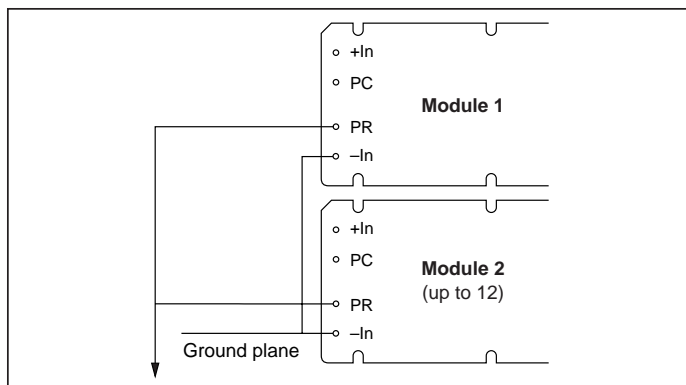 +In
PC
Module 1
PR
–In
+In
PC
Module 2
(up to 12)
PR
–In
Ground plane